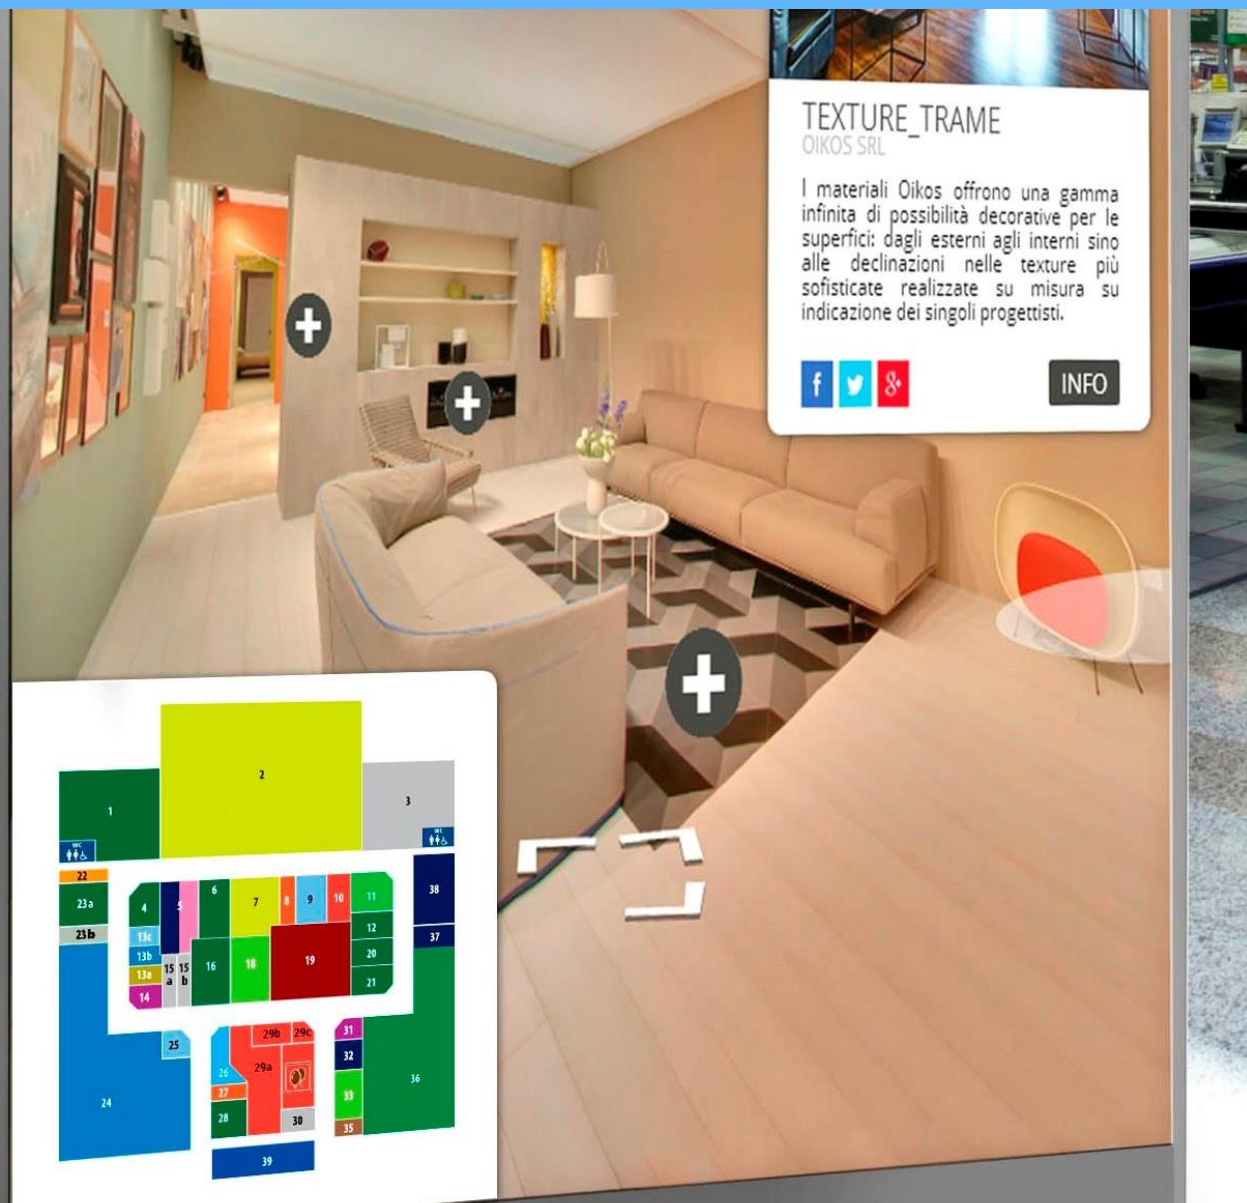 TEXTURE_TRAME
OIKOS SRL
I materiali Oikos offrono una gamma
infinita di possibilità decorative per le
superfici: dagli esterni agli interni sino
alle declinazioni nelle texture più
sofisticate realizzate su misura su
indicazione dei singoli progettisti.
f
8+
INFO
2
1
3
WC
WC
22
23a
23b
38
37
4
5
6
7
8
9
10
11
12
13c
13b
13a
14
15
a
15
b
16
18
19
20
21
24
25
26
27
28
29a
29b
29c
30
31
32
33
35
36
39